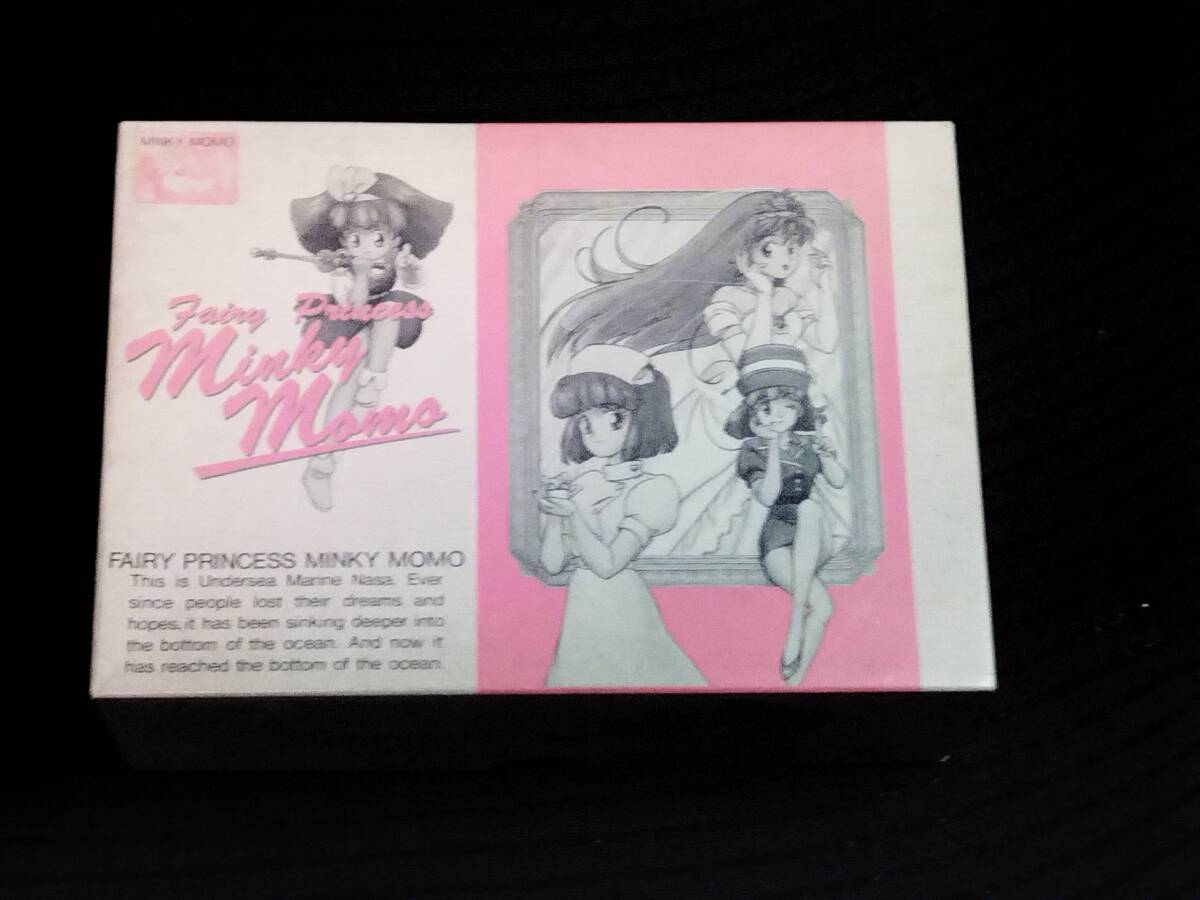 MINKY MOMO
Fairy Princess
Minky
Momo
FAIRY PRINCESS MINKY MOMO
This is Undersea Marine Nasa. Ever
since people lost their dreams and
hopes, it has been sinking deeper into
the bottom of the ocean. And now it
has reached the bottom of the ocean.